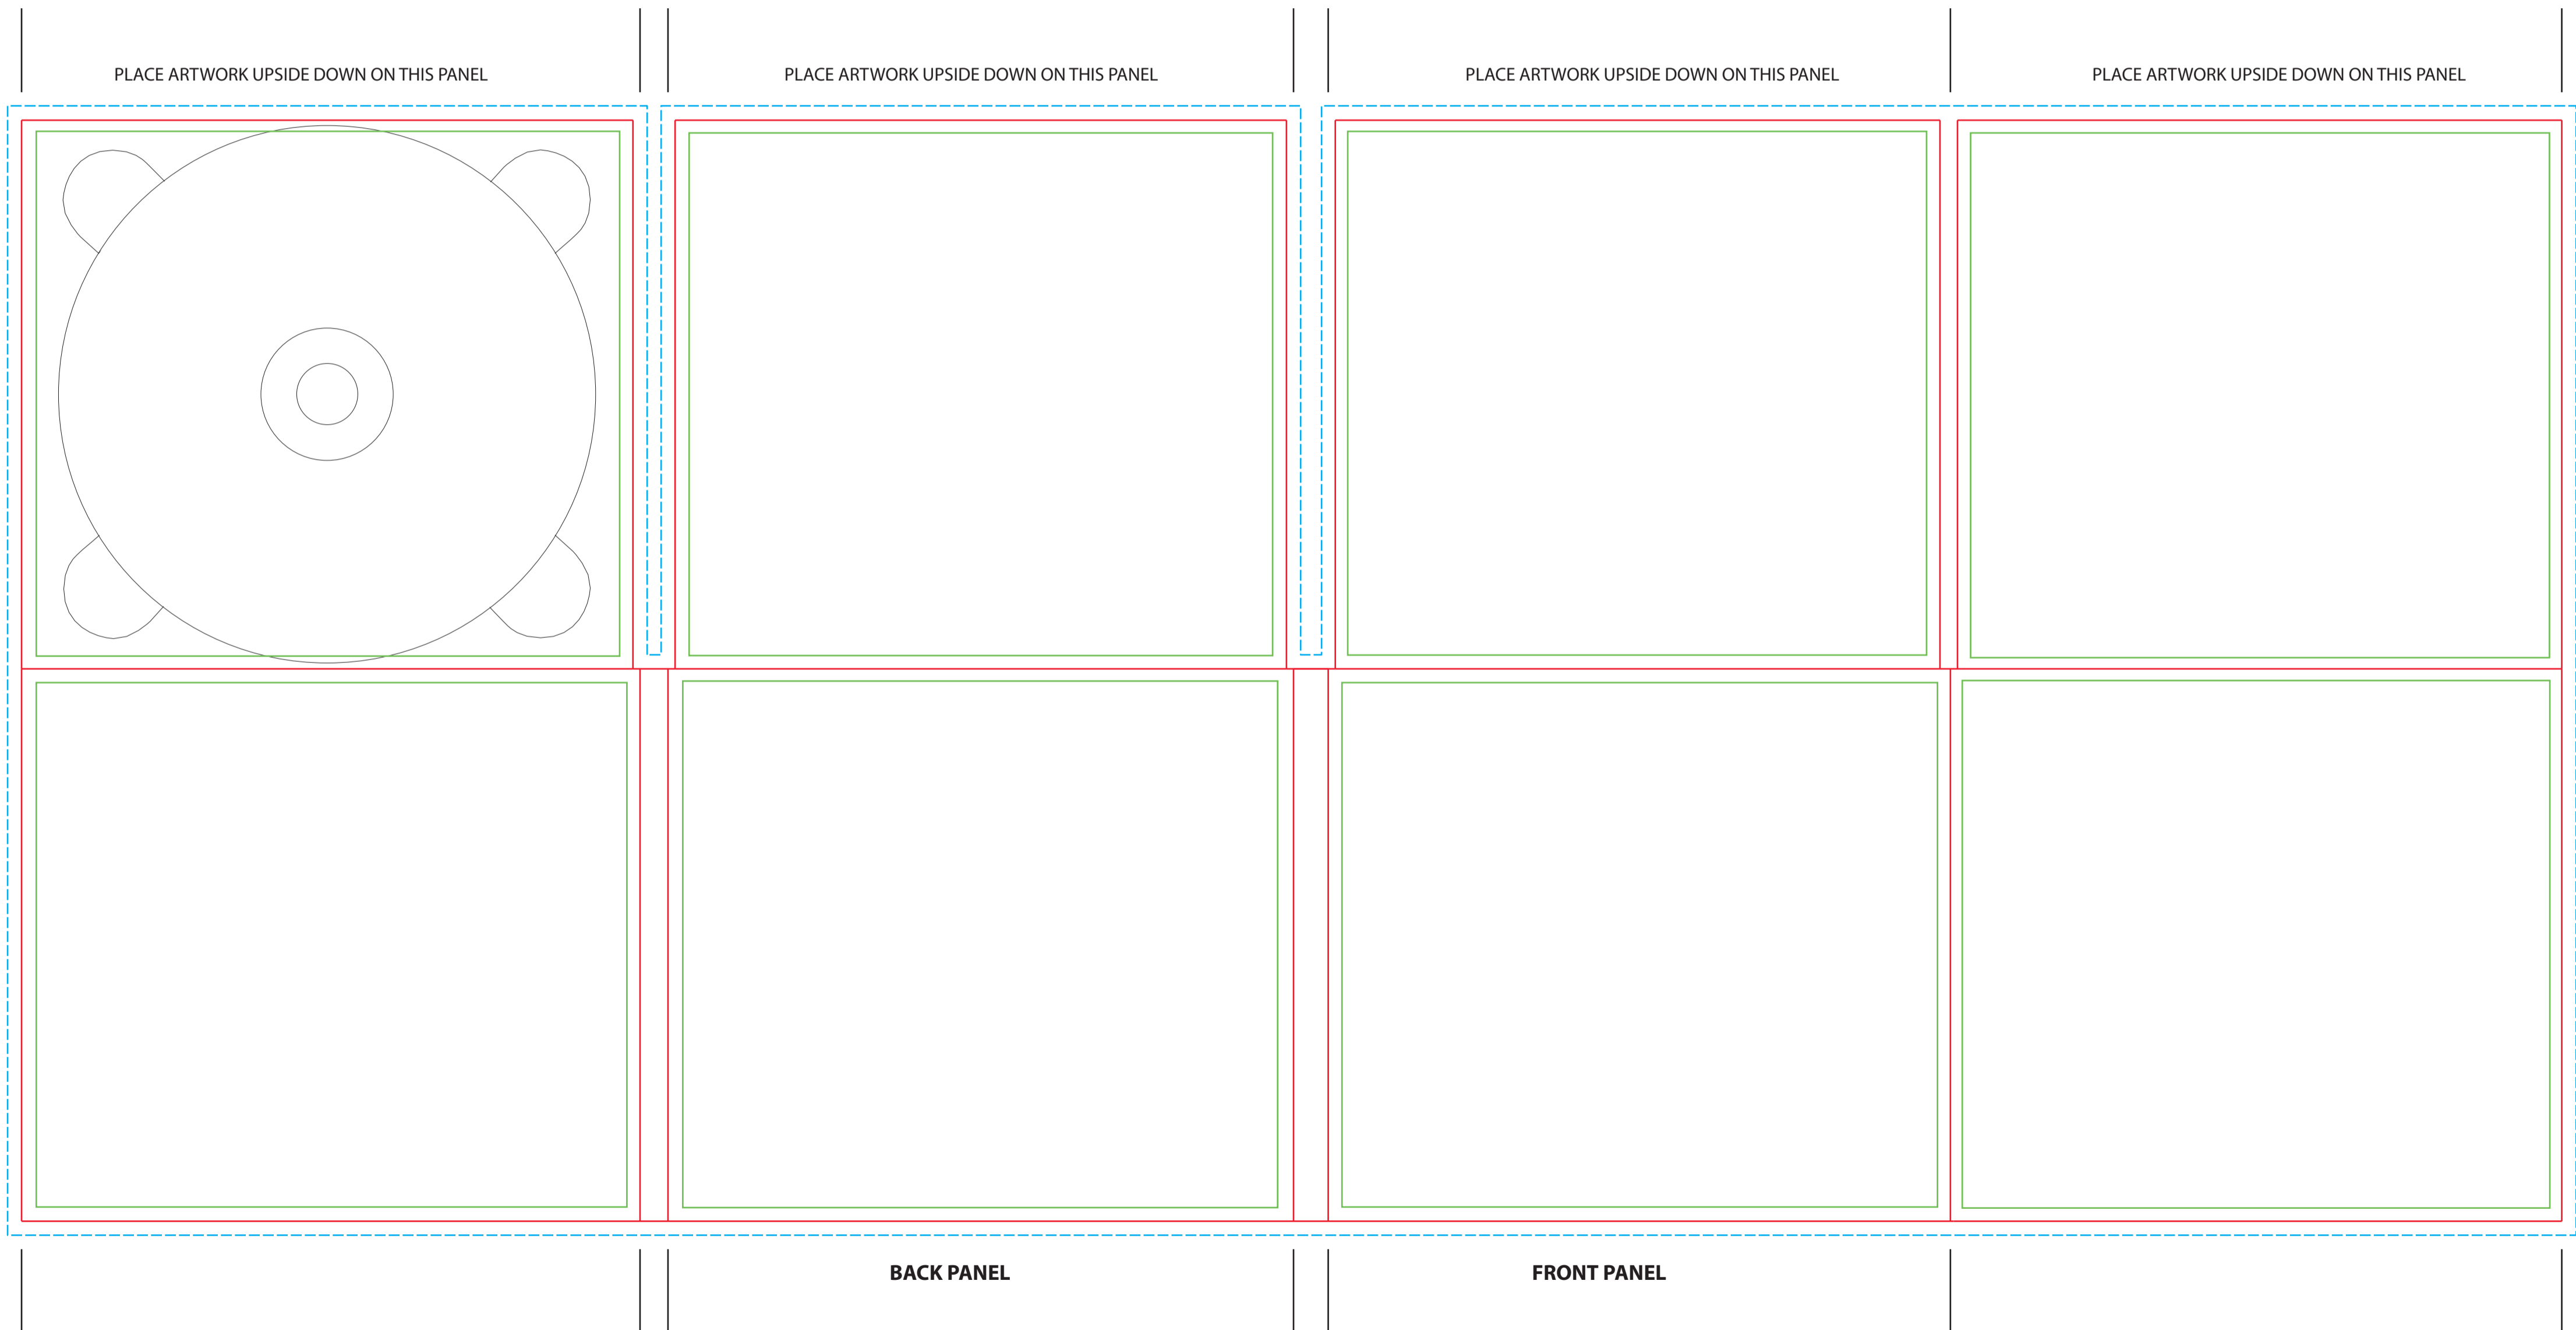 PLACE ARTWORK UPSIDE DOWN ON THIS PANEL
PLACE ARTWORK UPSIDE DOWN ON THIS PANEL
PLACE ARTWORK UPSIDE DOWN ON THIS PANEL
PLACE ARTWORK UPSIDE DOWN ON THIS PANEL
BACK PANEL
FRONT PANEL